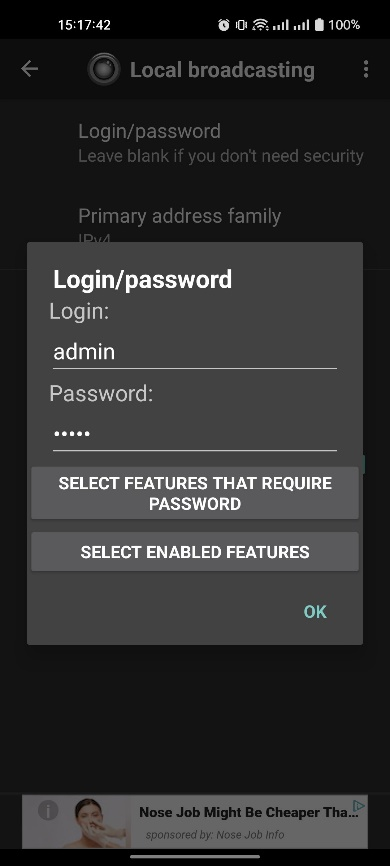 15:17:42
100%
Local broadcasting
Login/password
Leave blank if you don't need security
Primary address family
IPv4
Login/password
Login:
admin
Password:
•••••
SELECT FEATURES THAT REQUIRE
PASSWORD
SELECT ENABLED FEATURES
OK
Nose Job Might Be Cheaper Tha...
sponsored by: Nose Job Info